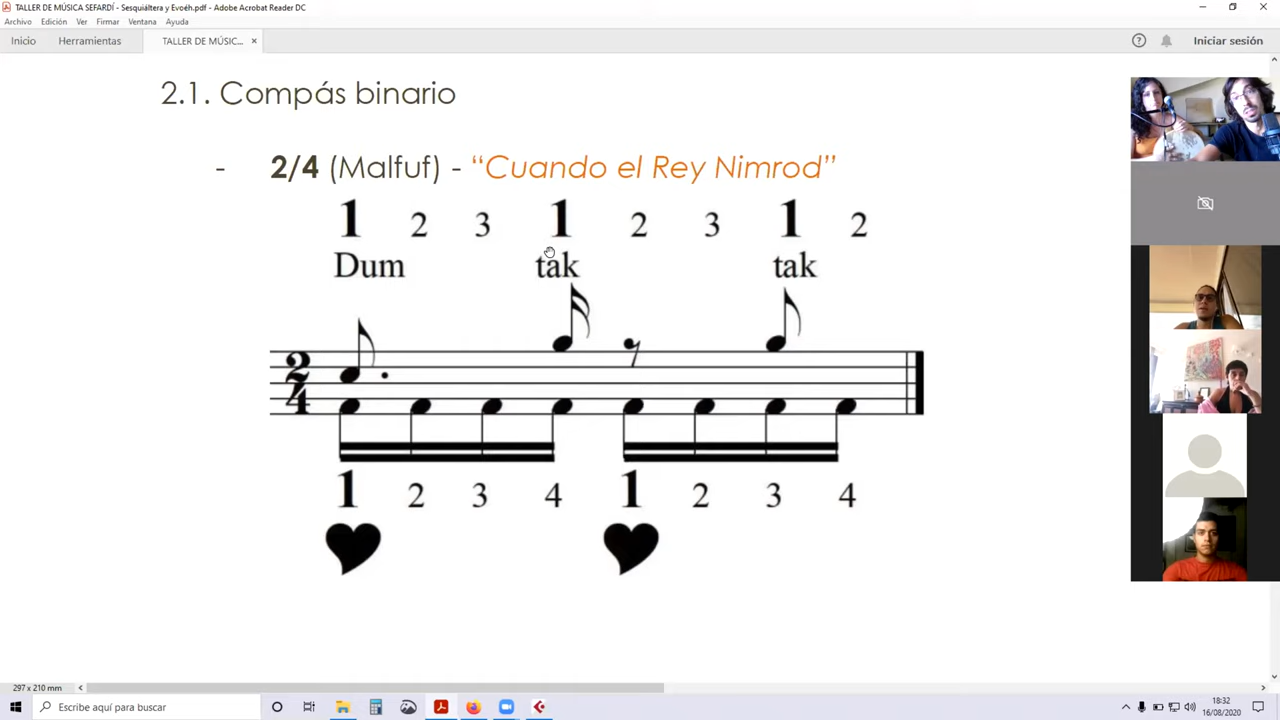 TALLER DE MÚSICA SEFARDÍ - Sesquiáltera y Evoéh.pdf - Adobe Acrobat Reader DC
Archivo Edición Ver Firmar Ventana Ayuda
Inicio Herramientas TALLER DE MÚSIC... × Iniciar sesión
2.1. Compás binario
- 2/4 (Malfuf) - “Cuando el Rey Nimrod”
1 2 3 1 2 3 1 2
Dum tak tak
2
4
1 2 3 4 1 2 3 4
297 x 210 mm
Escribe aquí para buscar
18:32
16/08/2020